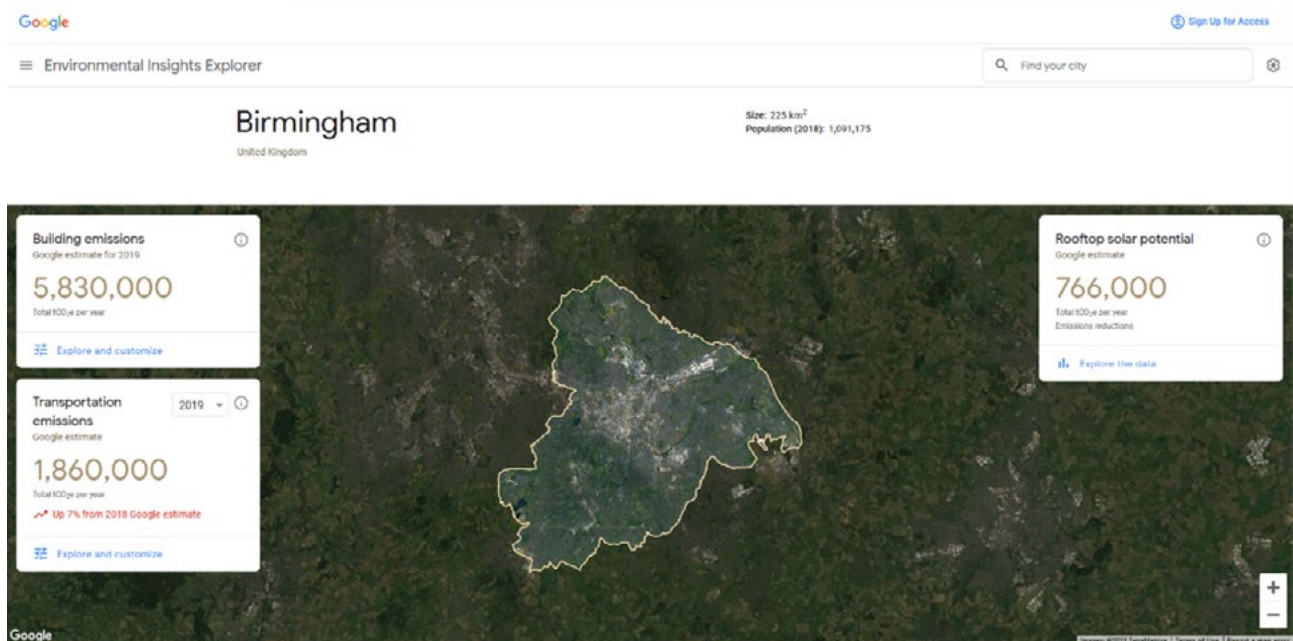 Google
Sign Up for Access
Environmental Insights Explorer
Find your city
Birmingham
United Kingdom
Size: 225 km²
Population (2018): 1,091,175
Building emissions
Google estimate for 2019
5,830,000
Total tCO₂e per year
Explore and customize
Transportation
emissions
2019
Google estimate
1,860,000
Total tCO₂e per year
Up 7% from 2018 Google estimate
Explore and customize
Rooftop solar potential
Google estimate
766,000
Total tCO₂e per year
Emissions reductions
Explore the data
Google